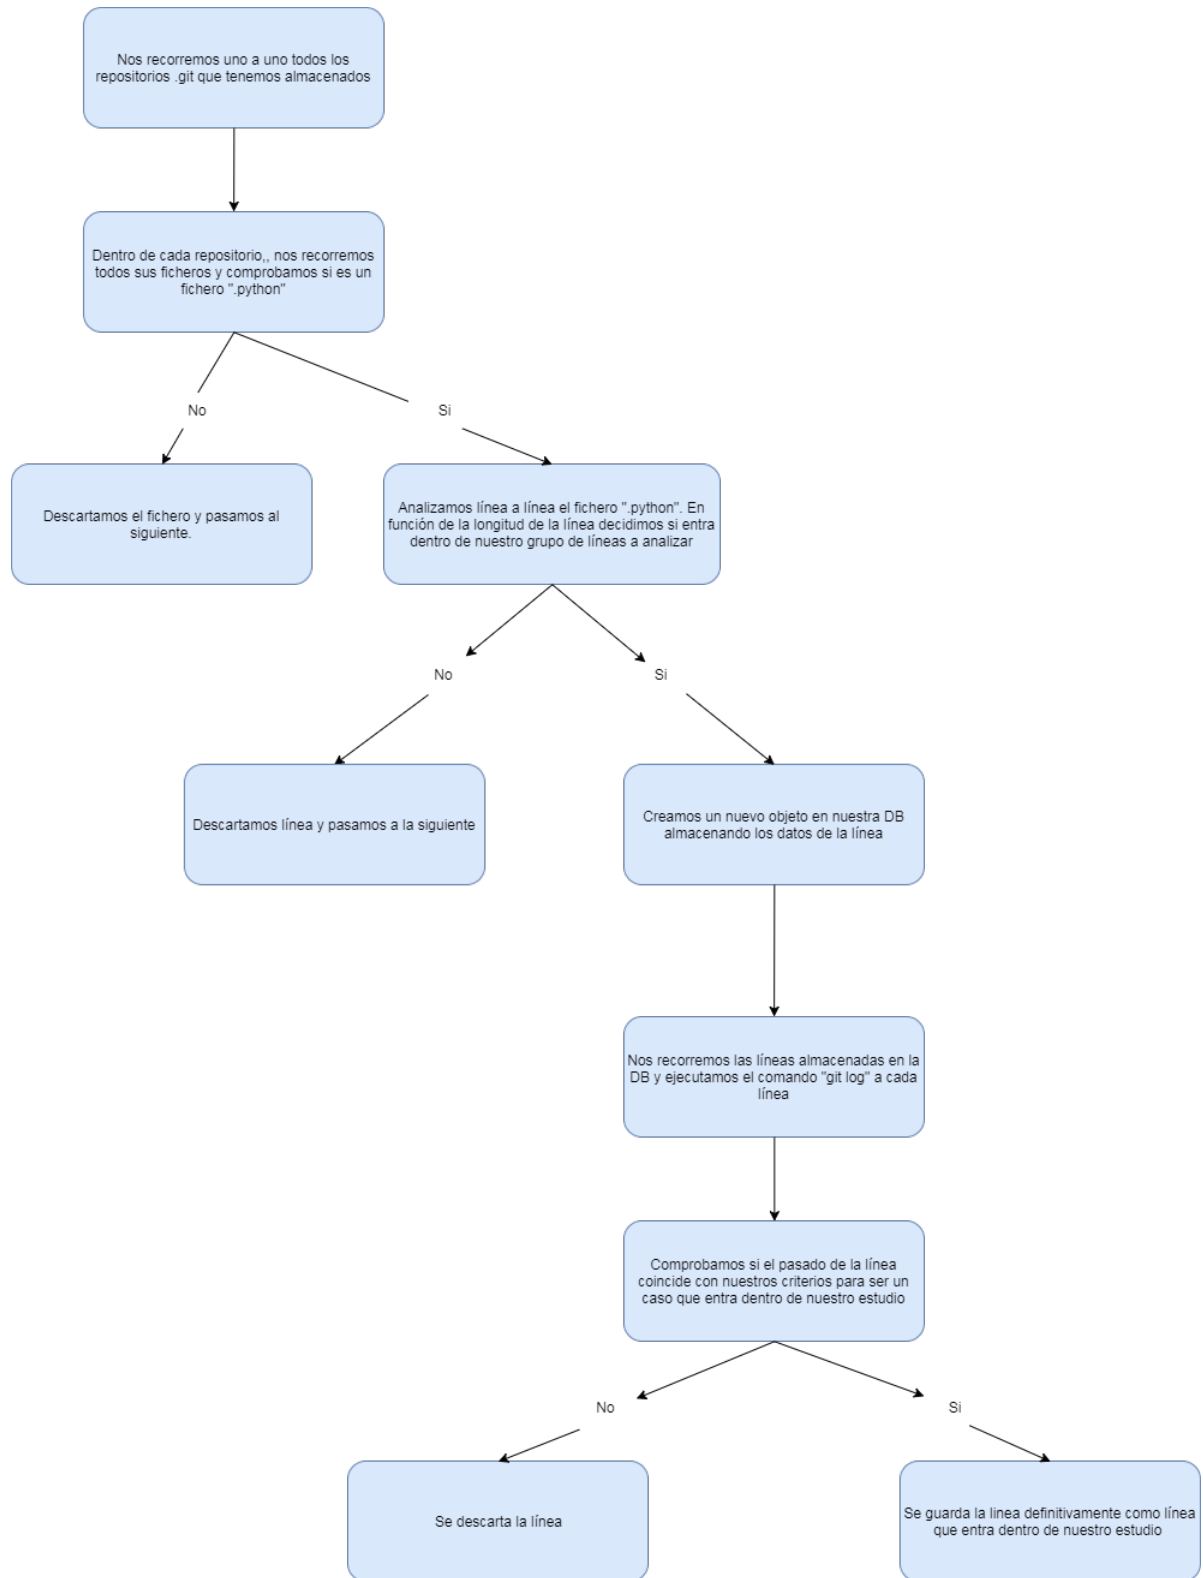 Nos recorremos uno a uno todos los
repositorios .git que tenemos almacenados
Dentro de cada repositorio,, nos recorremos
todos sus ficheros y comprobamos si es un
fichero ".python"
No
Si
Descartamos el fichero y pasamos al
siguiente.
Analizamos línea a línea el fichero ".python". En
función de la longitud de la línea decidimos si entra
dentro de nuestro grupo de líneas a analizar
No
Si
Descartamos línea y pasamos a la siguiente
Creamos un nuevo objeto en nuestra DB
almacenando los datos de la línea
Nos recorremos las líneas almacenadas en la
DB y ejecutamos el comando "git log" a cada
línea
Comprobamos si el pasado de la línea
coincide con nuestros criterios para ser un
caso que entra dentro de nuestro estudio
No
Si
Se descarta la línea
Se guarda la linea definitivamente como línea
que entra dentro de nuestro estudio